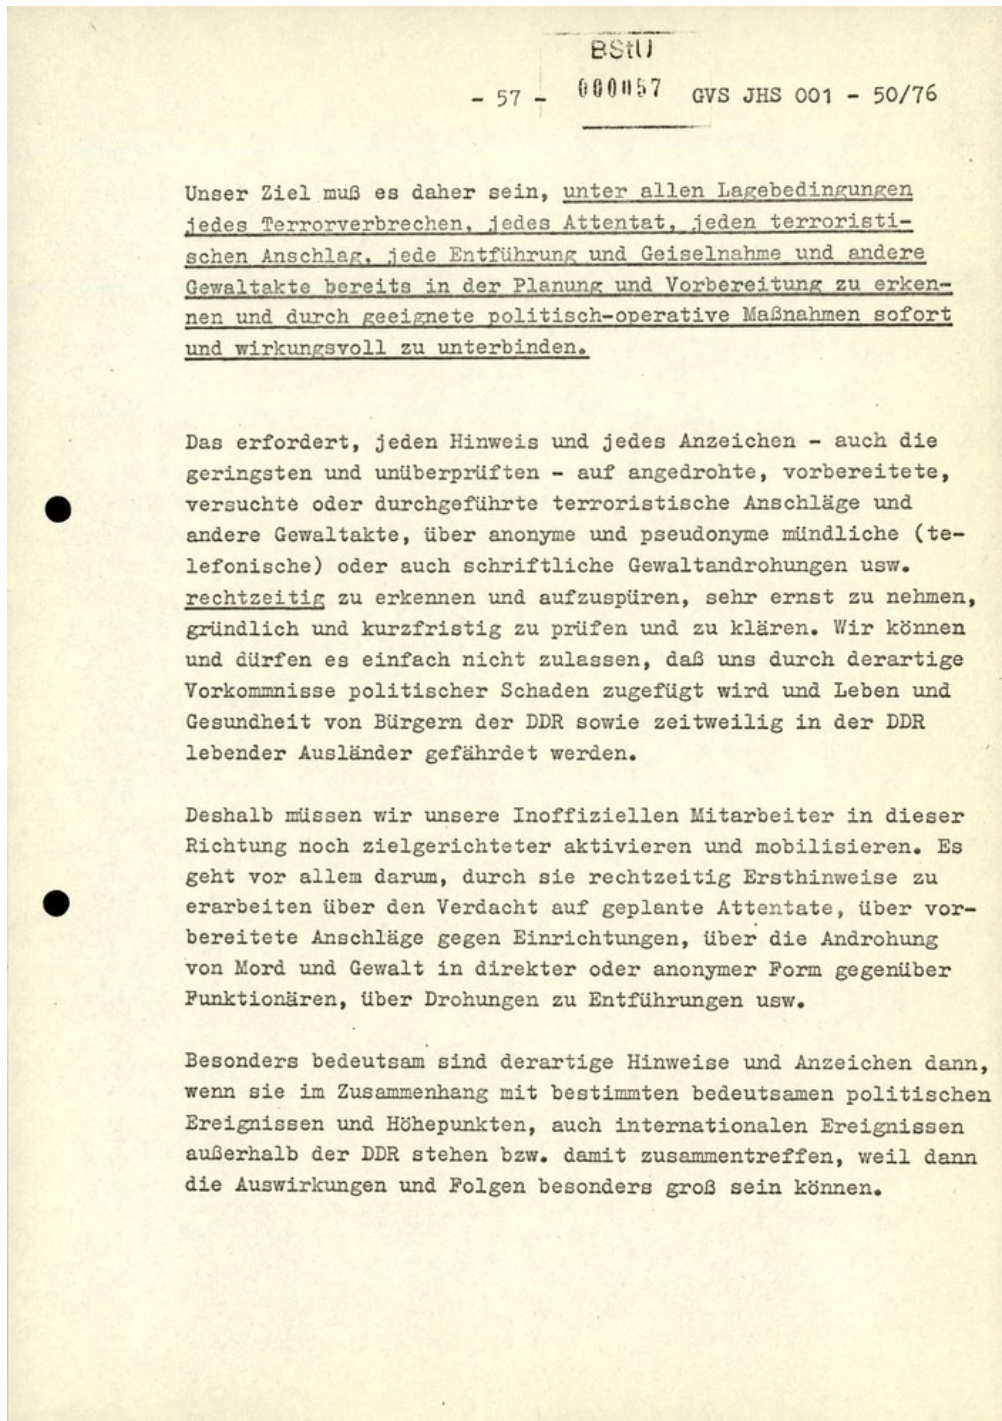 BStU
- 57 - 000057 GVS JHS 001 - 50/76
Unser Ziel muß es daher sein, unter allen Lagebedingungen
jedes Terrorverbrechen, jedes Attentat, jeden terroristi-
schen Anschlag, jede Entführung und Geiselnahme und andere
Gewaltakte bereits in der Planung und Vorbereitung zu erken-
nen und durch geeignete politisch-operative Maßnahmen sofort
und wirkungsvoll zu unterbinden.
Das erfordert, jeden Hinweis und jedes Anzeichen - auch die
geringsten und unüberprüften - auf angedrohte, vorbereitete,
versuchte oder durchgeführte terroristische Anschläge und
andere Gewaltakte, über anonyme und pseudonyme mündliche (te-
lefonische) oder auch schriftliche Gewaltandrohungen usw.
rechtzeitig zu erkennen und aufzuspüren, sehr ernst zu nehmen,
gründlich und kurzfristig zu prüfen und zu klären. Wir können
und dürfen es einfach nicht zulassen, daß uns durch derartige
Vorkommnisse politischer Schaden zugefügt wird und Leben und
Gesundheit von Bürgern der DDR sowie zeitweilig in der DDR
lebender Ausländer gefährdet werden.
Deshalb müssen wir unsere Inoffiziellen Mitarbeiter in dieser
Richtung noch zielgerichteter aktivieren und mobilisieren. Es
geht vor allem darum, durch sie rechtzeitig Ersthinweise zu
erarbeiten über den Verdacht auf geplante Attentate, über vor-
bereitete Anschläge gegen Einrichtungen, über die Androhung
von Mord und Gewalt in direkter oder anonymer Form gegenüber
Funktionären, über Drohungen zu Entführungen usw.
Besonders bedeutsam sind derartige Hinweise und Anzeichen dann,
wenn sie im Zusammenhang mit bestimmten bedeutsamen politischen
Ereignissen und Höhepunkten, auch internationalen Ereignissen
außerhalb der DDR stehen bzw. damit zusammentreffen, weil dann
die Auswirkungen und Folgen besonders groß sein können.